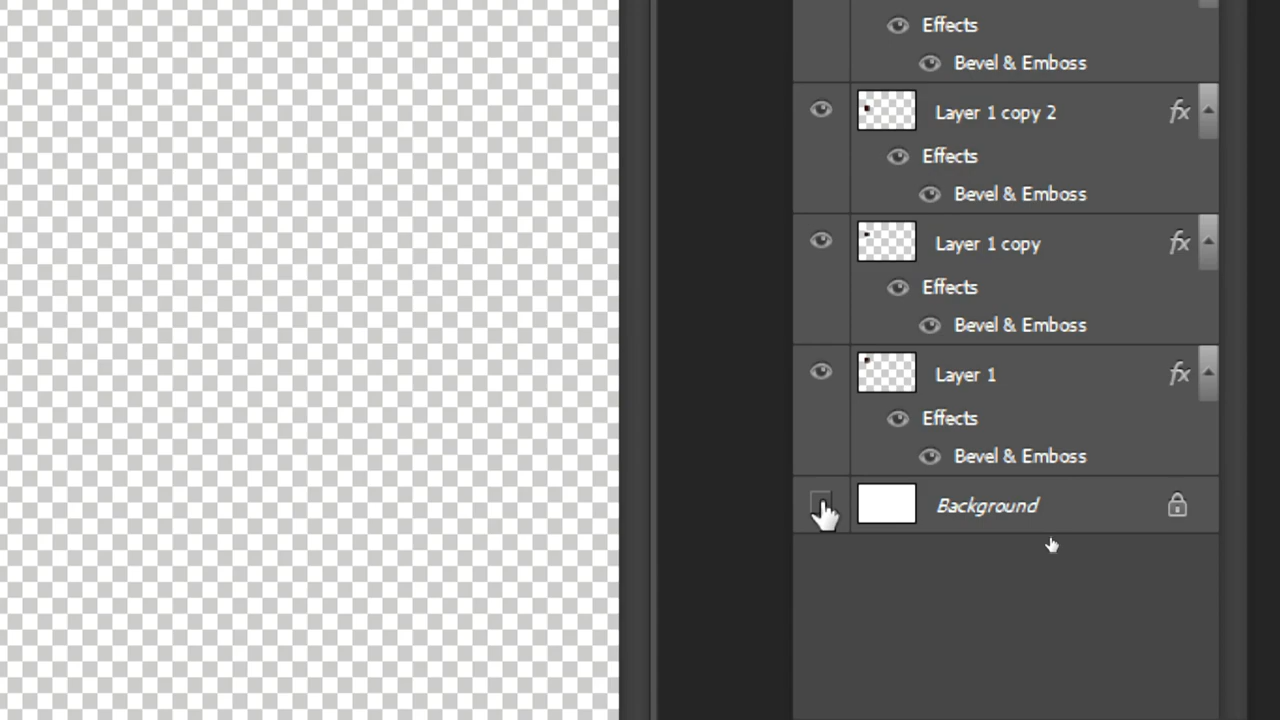 Effects
Bevel & Emboss
Layer 1 copy 2 fx
Effects
Bevel & Emboss
Layer 1 copy fx
Effects
Bevel & Emboss
Layer 1 fx
Effects
Bevel & Emboss
Background